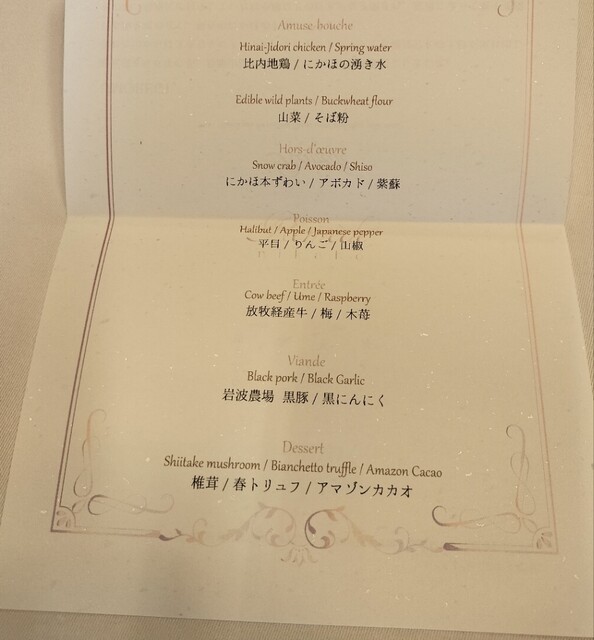 Amuse-bouche
Hinai-Jidori chicken / Spring water
比内地鶏 / にかほの湧き水
Edible wild plants / Buckwheat flour
山菜 / そば粉
Hors-d'œuvre
Snow crab / Avocado / Shiso
にかほ本ずわい / アボカド / 紫蘇
Poisson
Halibut / Apple / Japanese pepper
平目 / りんご / 山椒
Entrée
Cow beef / Ume / Raspberry
放牧経産牛 / 梅 / 木苺
Viande
Black pork / Black Garlic
岩波農場 黒豚 / 黒にんにく
Dessert
Shiitake mushroom / Bianchetto truffle / Amazon Cacao
椎茸 / 春トリュフ / アマゾンカカオ